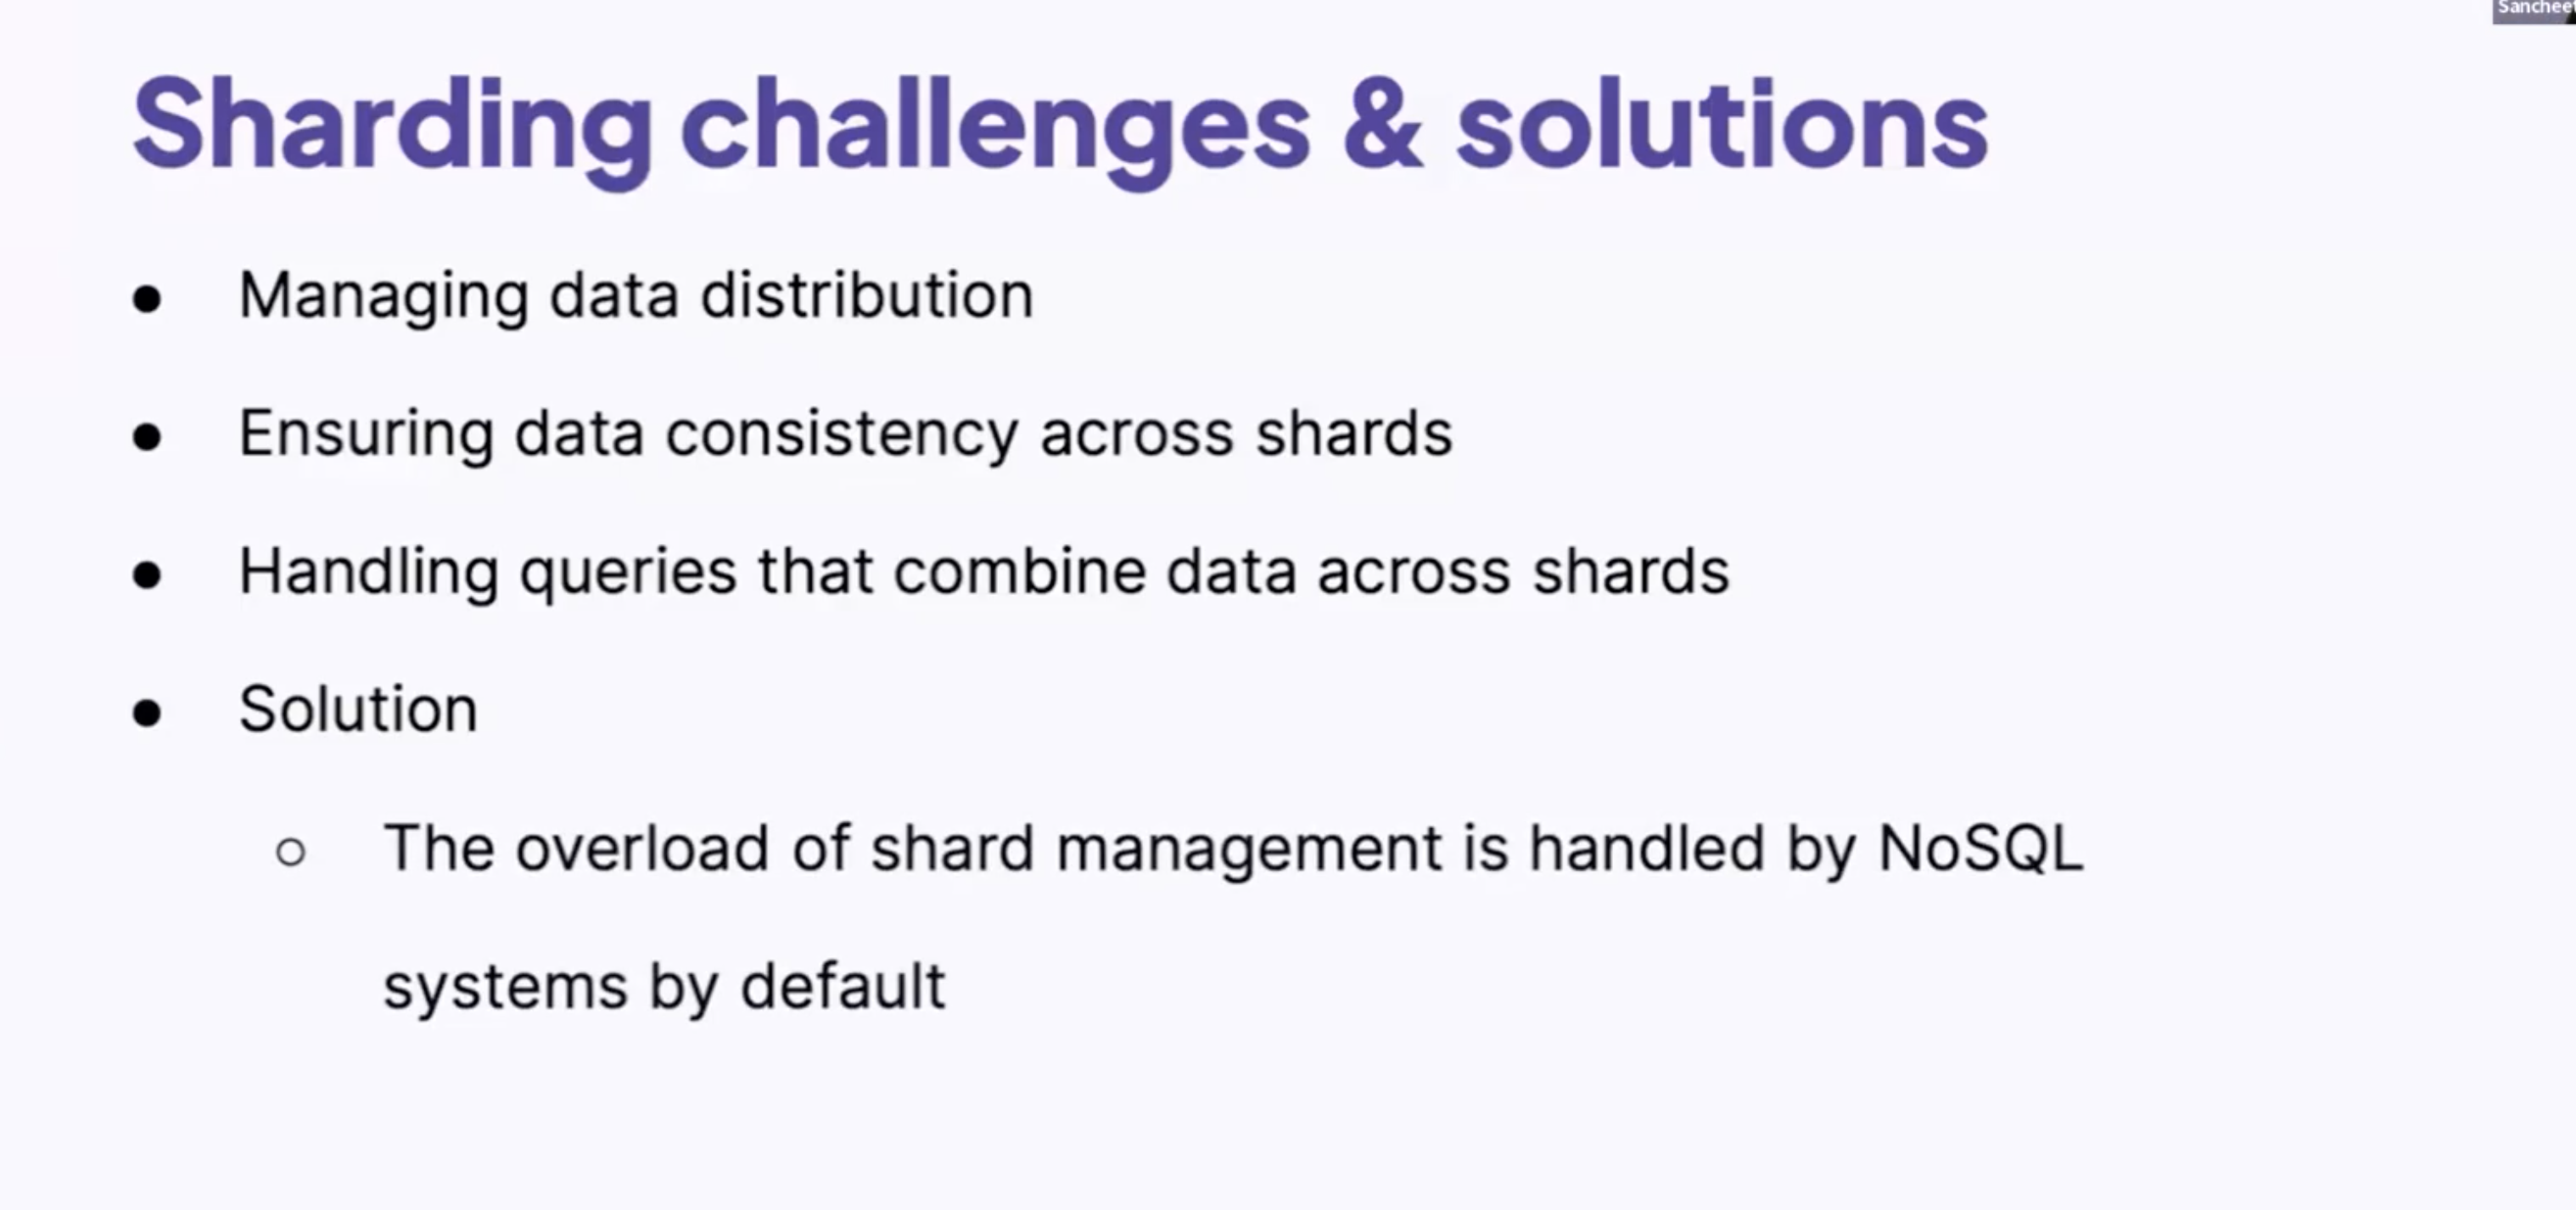 Sharding challenges & solutions
● Managing data distribution
● Ensuring data consistency across shards
● Handling queries that combine data across shards
● Solution
○ The overload of shard management is handled by NoSQL
systems by default